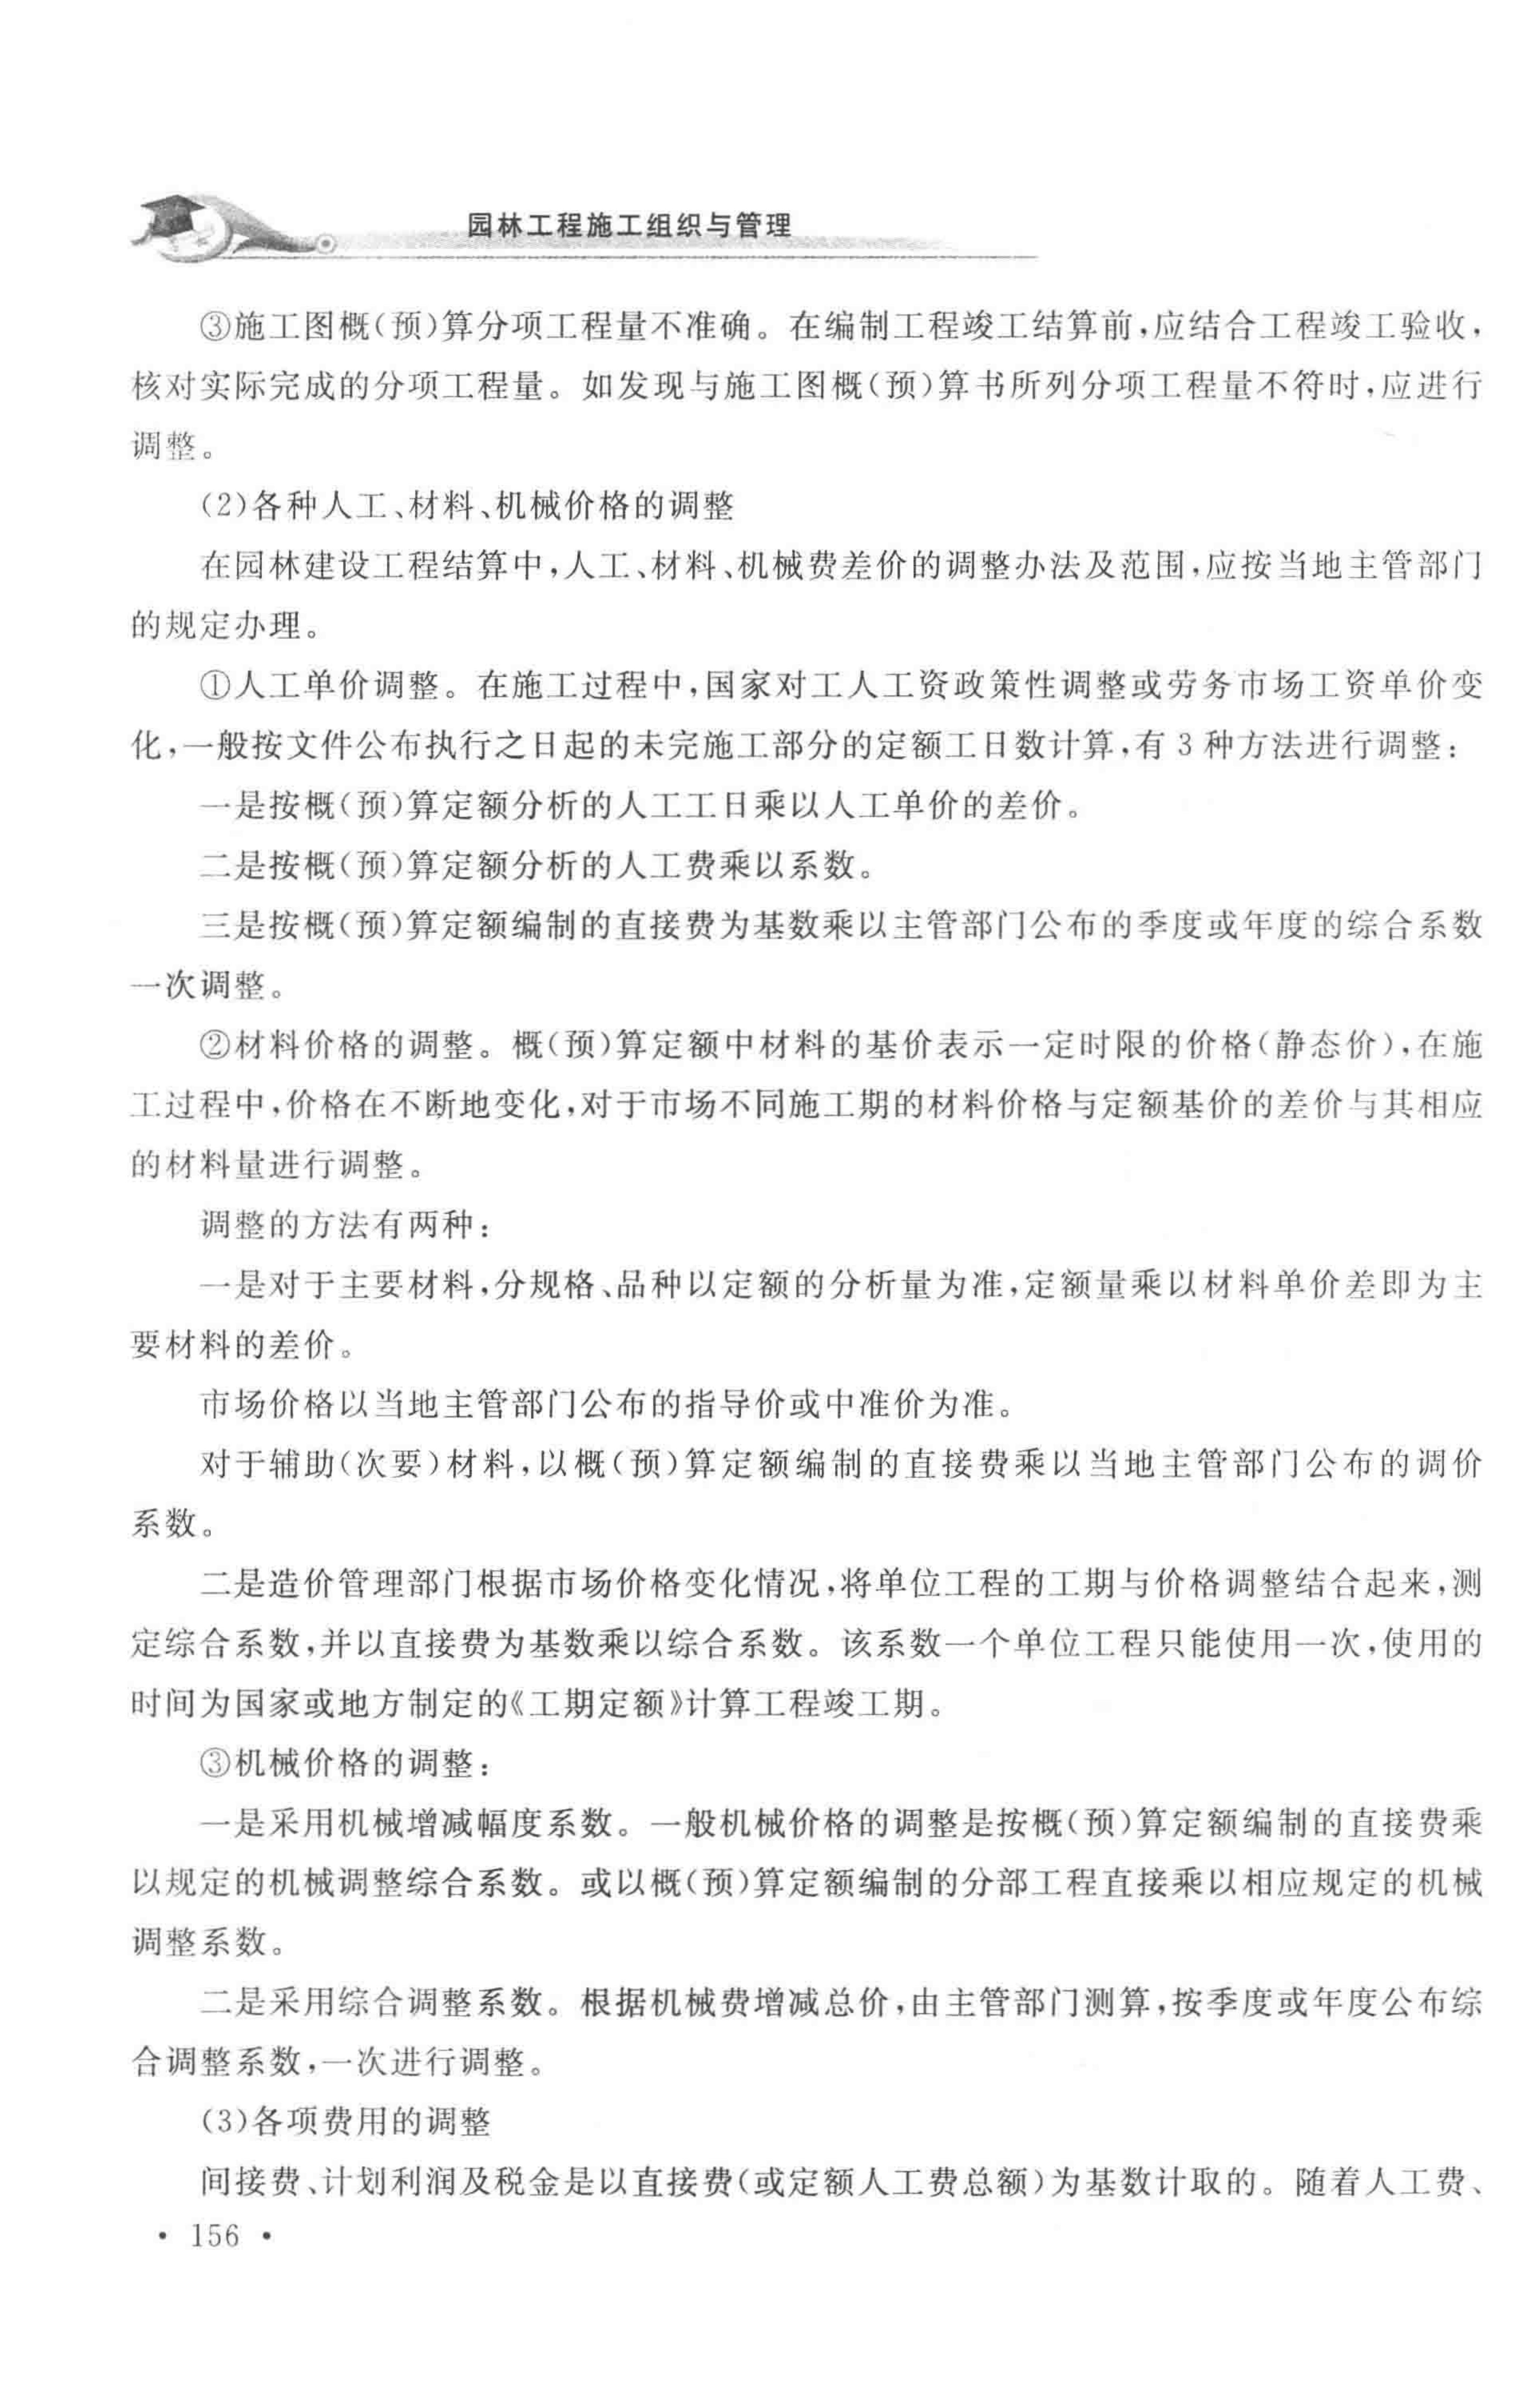 园林工程施工组织与管理
③施工图概(预)算分项工程量不准确。在编制工程竣工结算前,应结合工程竣工验收,
核对实际完成的分项工程量。如发现与施工图概(预)算书所列分项工程量不符时,应进行
调整。
(2)各种人工、材料、机械价格的调整
在园林建设工程结算中,人工、材料、机械费差价的调整办法及范围,应按当地主管部门
的规定办理。
①人工单价调整。在施工过程中,国家对工人工资政策性调整或劳务市场工资单价变
化,一般按文件公布执行之日起的未完施工部分的定额工日数计算,有 3 种方法进行调整:
一是按概(预)算定额分析的人工工日乘以人工单价的差价。
二是按概(预)算定额分析的人工费乘以系数。
三是按概(预)算定额编制的直接费为基数乘以主管部门公布的季度或年度的综合系数
一次调整。
②材料价格的调整。概(预)算定额中材料的基价表示一定时限的价格(静态价),在施
工过程中,价格在不断地变化,对于市场不同施工期的材料价格与定额基价的差价与其相应
的材料量进行调整。
调整的方法有两种:
一是对于主要材料,分规格、品种以定额的分析量为准,定额量乘以材料单价差即为主
要材料的差价。
市场价格以当地主管部门公布的指导价或中准价为准。
对于辅助(次要)材料,以概(预)算定额编制的直接费乘以当地主管部门公布的调价
系数。
二是造价管理部门根据市场价格变化情况,将单位工程的工期与价格调整结合起来,测
定综合系数,并以直接费为基数乘以综合系数。该系数一个单位工程只能使用一次,使用的
时间为国家或地方制定的《工期定额》计算工程竣工期。
③机械价格的调整:
一是采用机械增减幅度系数。一般机械价格的调整是按概(预)算定额编制的直接费乘
以规定的机械调整综合系数。或以概(预)算定额编制的分部工程直接乘以相应规定的机械
调整系数。
二是采用综合调整系数。根据机械费增减总价,由主管部门测算,按季度或年度公布综
合调整系数,一次进行调整。
(3)各项费用的调整
间接费、计划利润及税金是以直接费(或定额人工费总额)为基数计取的。随着人工费、
• 156 •